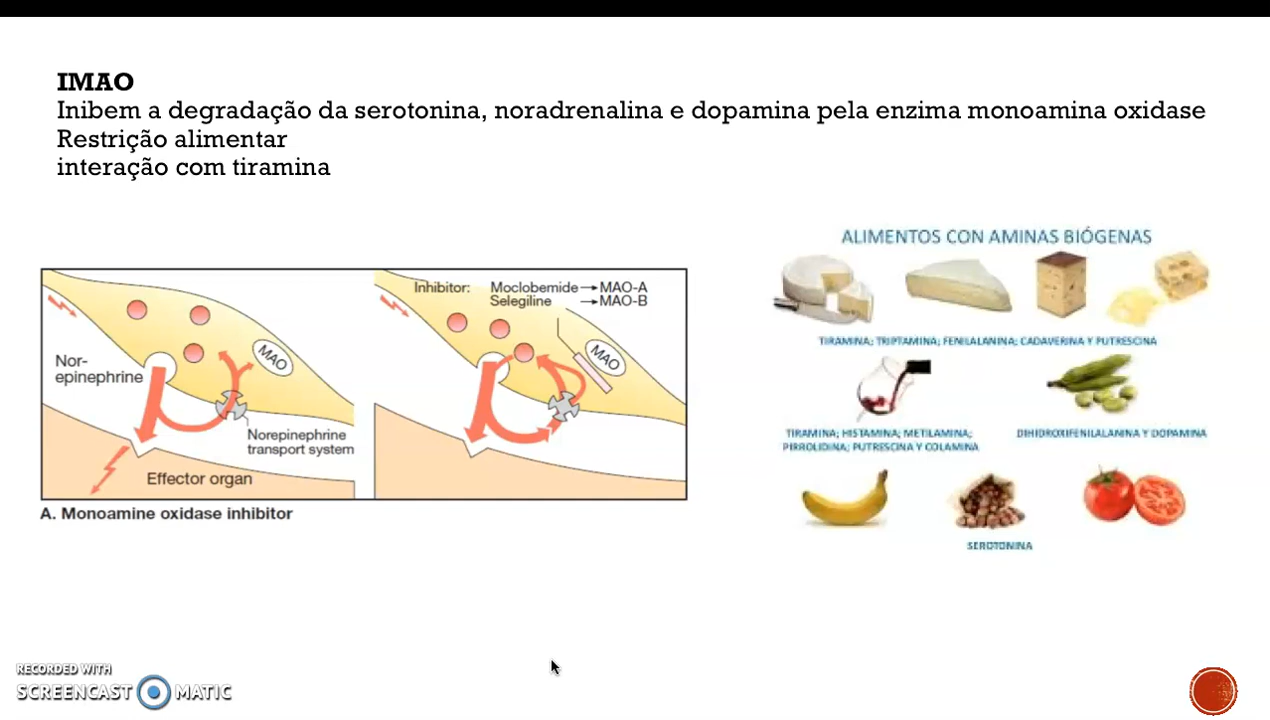 IMAO
Inibem a degradação da serotonina, noradrenalina e dopamina pela enzima monoamina oxidase
Restrição alimentar
interação com tiramina
Nor-
epinephrine
MAO
Norepinephrine
transport system
Effector organ
Inhibitor: Moclobemide → MAO-A
Selegiline → MAO-B
MAO
A. Monoamine oxidase inhibitor
ALIMENTOS CON AMINAS BIÓGENAS
TIRAMINA; TRIPTAMINA; FENILALANINA; CADAVERINA Y PUTRESCINA
TIRAMINA; HISTAMINA; METILAMINA;
PIRROLIDINA; PUTRESCINA Y COLAMINA
DIHIDROXIFENILALANINA Y DOPAMINA
SEROTONINA
RECORDED WITH
SCREENCAST MATIC